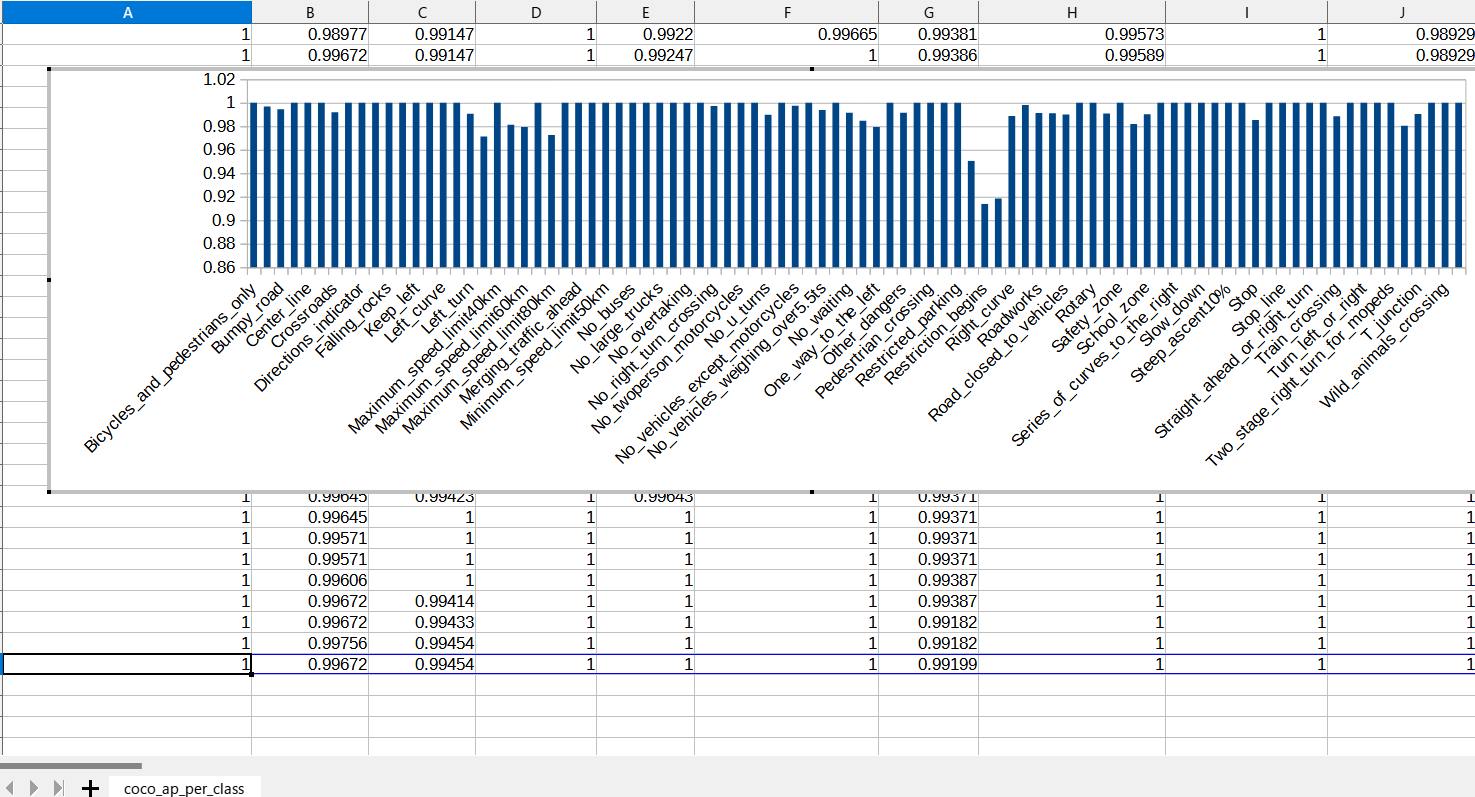 A B C D E F G H I J
1 0.98977 0.99147 1 0.9922 0.99665 0.99381 0.99573 1 0.98929
1 0.99672 0.99147 1 0.99247 1 0.99386 0.99589 1 0.98929
1.02
1
0.98
0.96
0.94
0.92
0.9
0.88
0.86
Bicycles_and_pedestrians_only
Bumpy_road
Center_line
Crossroads
Directions_indicator
Falling_rocks
Keep_left
Left_curve
Left_turn
Maximum_speed_limit40km
Maximum_speed_limit60km
Maximum_speed_limit80km
Merging_traffic_ahead
Minimum_speed_limit50km
No_buses
No_large_trucks
No_overtaking
No_right_turn_crossing
No_twoperson_motorcycles
No_u_turns
No_vehicles_except_motorcycles
No_vehicles_weighing_over5.5ts
No_waiting
One_way_to_the_left
Other_dangers
Pedesrtrian_crossing
Restricted_parking
Restriction_begins
Right_curve
Roadworks
Road_closed_to_vehicles
Rotary
Safety_zone
School_zone
Series_of_curves_to_the_right
Slow_down
Steep_ascent10%
Stop
Stop_line
Straight_ahead_or_right_turn
Train_crossing
Turn_left_or_right
Two_stage_right_turn_for_mopeds
T_junction
Wild_animals_crossing
1 0.99645 0.99423 1 0.99643 1 0.99371 1 1 1
1 0.99645 1 1 1 1 0.99371 1 1 1
1 0.99571 1 1 1 1 0.99371 1 1 1
1 0.99571 1 1 1 1 0.99371 1 1 1
1 0.99606 1 1 1 1 0.99387 1 1 1
1 0.99672 0.99414 1 1 1 0.99387 1 1 1
1 0.99672 0.99433 1 1 1 0.99182 1 1 1
1 0.99756 0.99454 1 1 1 0.99182 1 1 1
1 0.99672 0.99454 1 1 1 0.99199 1 1 1
coco_ap_per_class